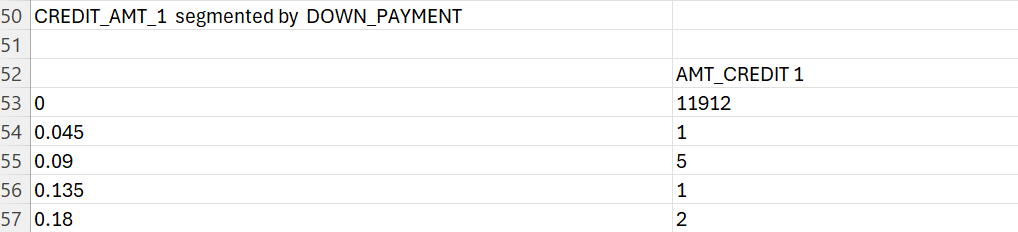 50 CREDIT_AMT_1 segmented by DOWN_PAYMENT
51
52 AMT_CREDIT 1
53 0 11912
54 0.045 1
55 0.09 5
56 0.135 1
57 0.18 2